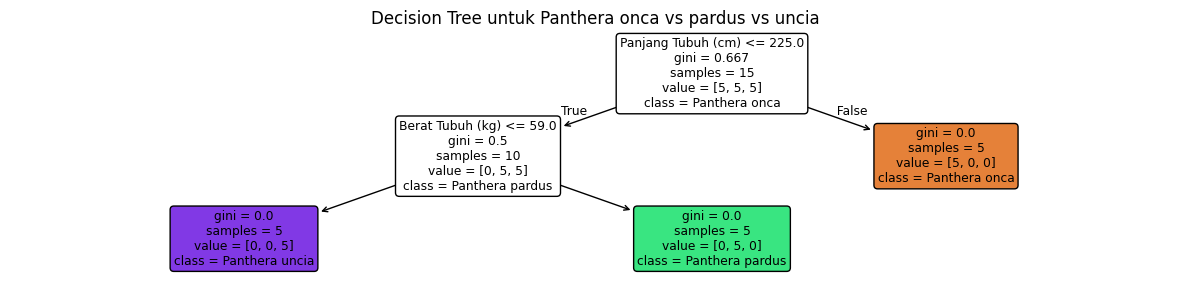 Decision Tree untuk Panthera onca vs pardus vs uncia
Panjang Tubuh (cm) <= 225.0
gini = 0.667
samples = 15
value = [5, 5, 5]
class = Panthera onca
True
False
Berat Tubuh (kg) <= 59.0
gini = 0.5
samples = 10
value = [0, 5, 5]
class = Panthera pardus
gini = 0.0
samples = 5
value = [5, 0, 0]
class = Panthera onca
gini = 0.0
samples = 5
value = [0, 0, 5]
class = Panthera uncia
gini = 0.0
samples = 5
value = [0, 5, 0]
class = Panthera pardus